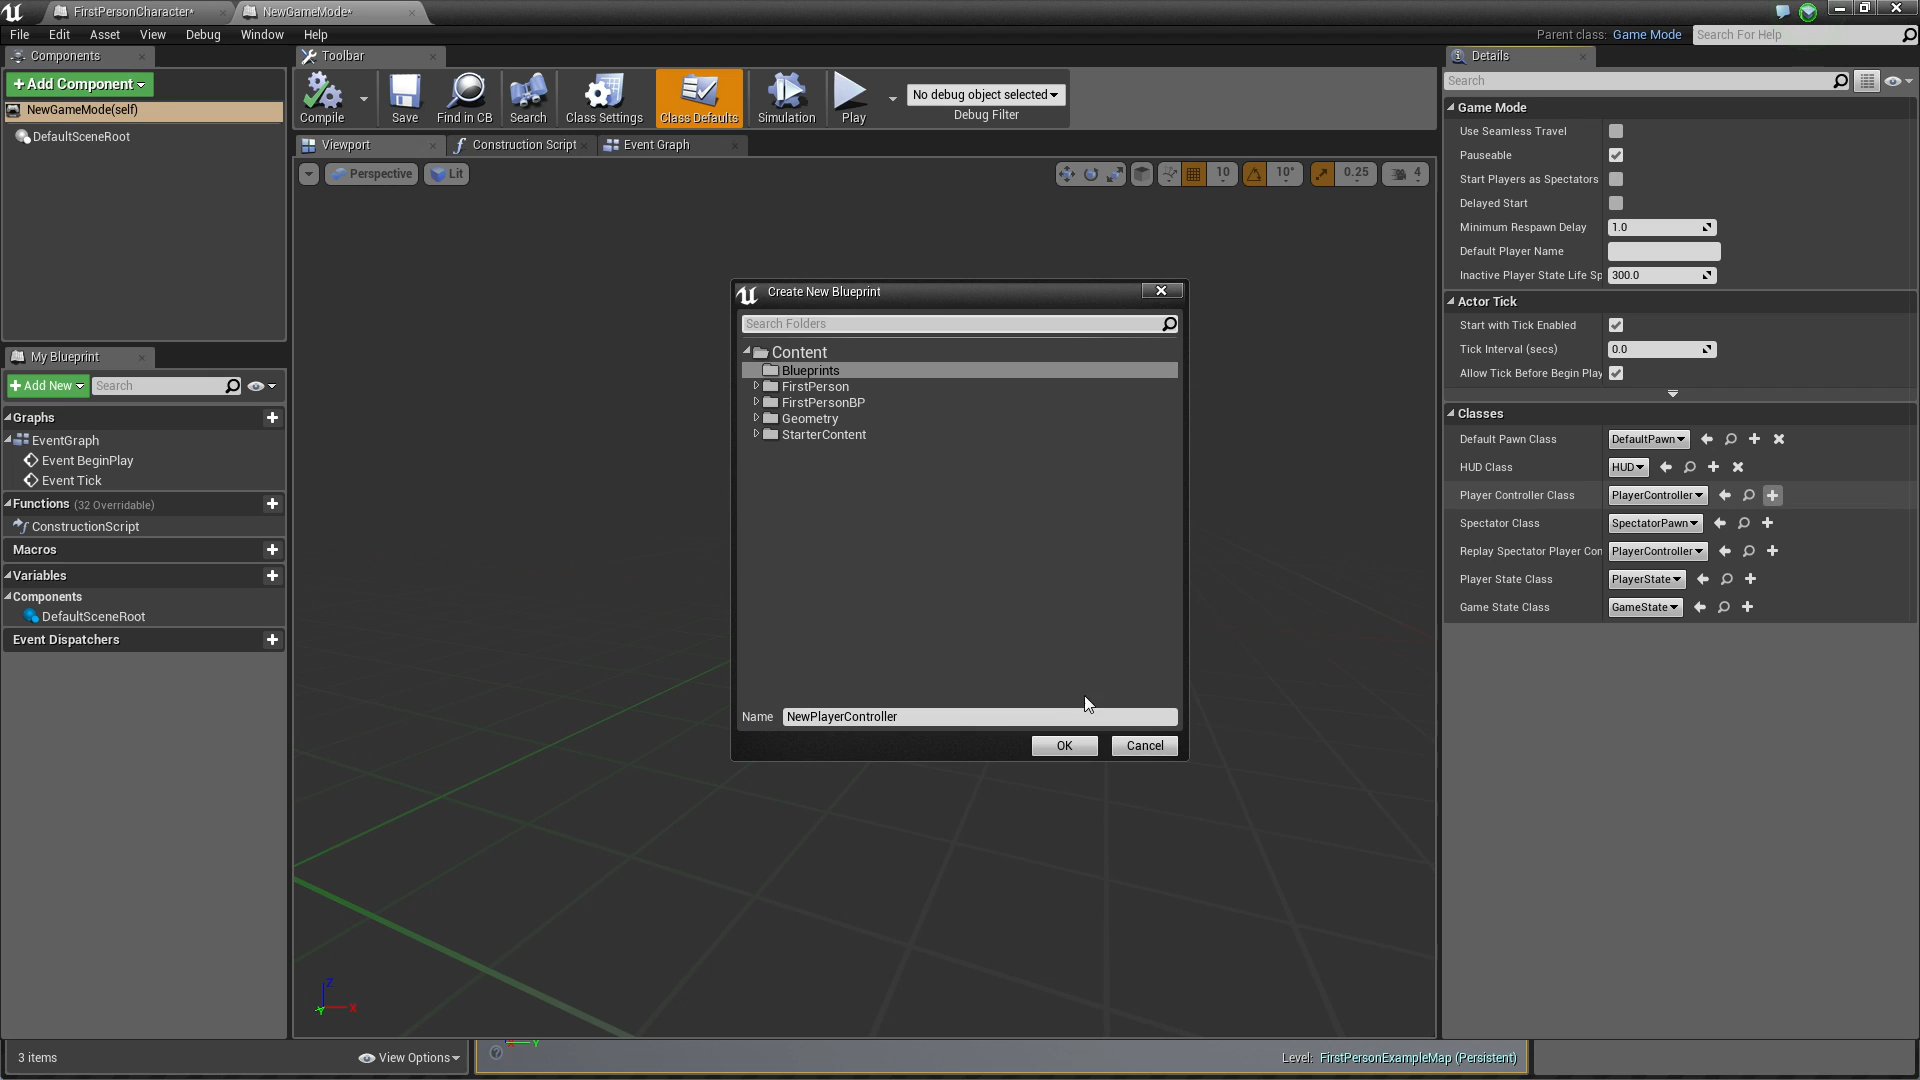 FirstPersonCharacter*
NewGameMode*
File Edit Asset View Debug Window Help
Parent class: Game Mode
Search For Help
Components
+Add Component
NewGameMode(self)
DefaultSceneRoot
My Blueprint
+Add New
Search
Graphs
EventGraph
Event BeginPlay
Event Tick
Functions (32 Overridable)
ConstructionScript
Macros
Variables
Components
DefaultSceneRoot
Event Dispatchers
3 items
View Options
Toolbar
Compile Save Find in CB Search Class Settings Class Defaults Simulation Play
No debug object selected
Debug Filter
Viewport Construction Script Event Graph
Perspective Lit
10 10° 0.25 4
Create New Blueprint
Search Folders
Content
Blueprints
FirstPerson
FirstPersonBP
Geometry
StarterContent
Name NewPlayerController
OK Cancel
Z
X
Y
Y
Level: FirstPersonExampleMap (Persistent)
Details
Search
Game Mode
Use Seamless Travel
Pauseable
Start Players as Spectators
Delayed Start
Minimum Respawn Delay 1.0
Default Player Name
Inactive Player State Life Sp 300.0
Actor Tick
Start with Tick Enabled
Tick Interval (secs) 0.0
Allow Tick Before Begin Play
Classes
Default Pawn Class DefaultPawn
HUD Class HUD
Player Controller Class PlayerController
Spectator Class SpectatorPawn
Replay Spectator Player Con PlayerController
Player State Class PlayerState
Game State Class GameState